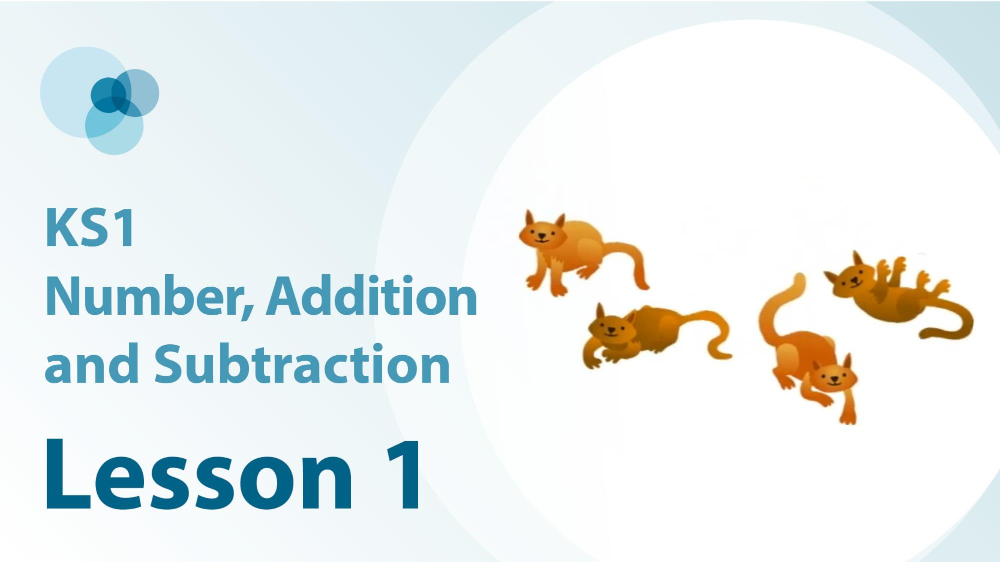 KS1
Number, Addition
and Subtraction
Lesson 1